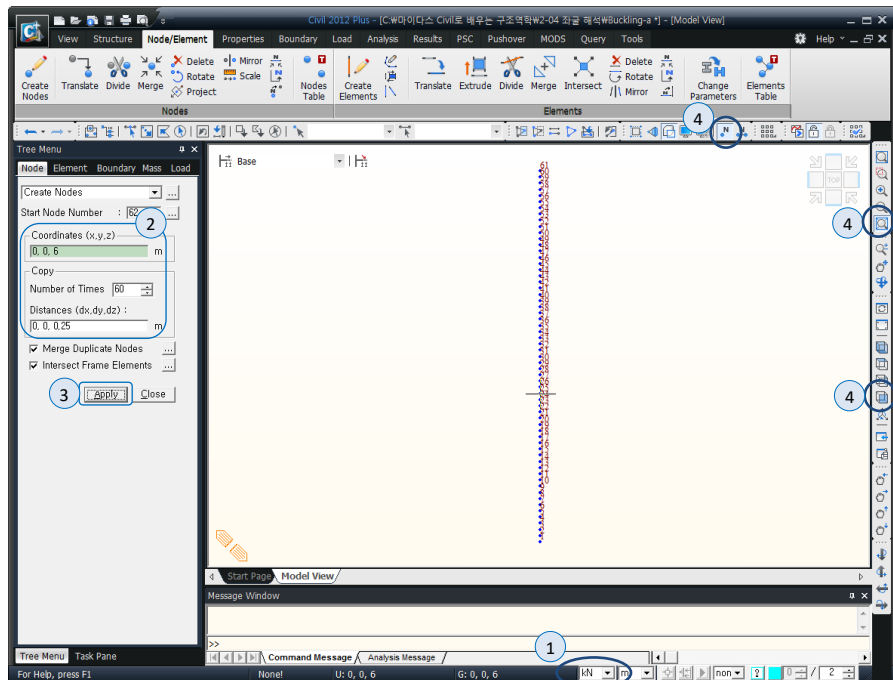 Civil 2012 Plus - [C:₩마이다스 Civil로 배우는 구조역학₩2-04 좌굴 해석₩Buckling-a *] - [Model View]
View Structure Node/Element Properties Boundary Load Analysis Results PSC Pushover MODS Query Tools Help
Create Nodes
Translate
Divide
Merge
Delete
Rotate
Project
Mirror
Scale
Nodes Table
Create Elements
Translate
Extrude
Divide
Merge
Intersect
Delete
Rotate
Mirror
Change Parameters
Elements Table
Nodes
Elements
4
Tree Menu
Node Element Boundary Mass Load
Create Nodes
...
Start Node Number : 62
...
2
Coordinates (x,y,z)
0, 0, 6 m
Copy
Number of Times 60
Distances (dx,dy,dz) :
0, 0, 0.25 m
Merge Duplicate Nodes ...
Intersect Frame Elements ...
3
Apply Close
Base
61
TOP
4
4
Start Page Model View
Message Window
>>
Command Message Analysis Message
1
Tree Menu Task Pane
For Help, press F1 None! U: 0, 0, 6 G: 0, 0, 6 kN m non ? 0 / 2